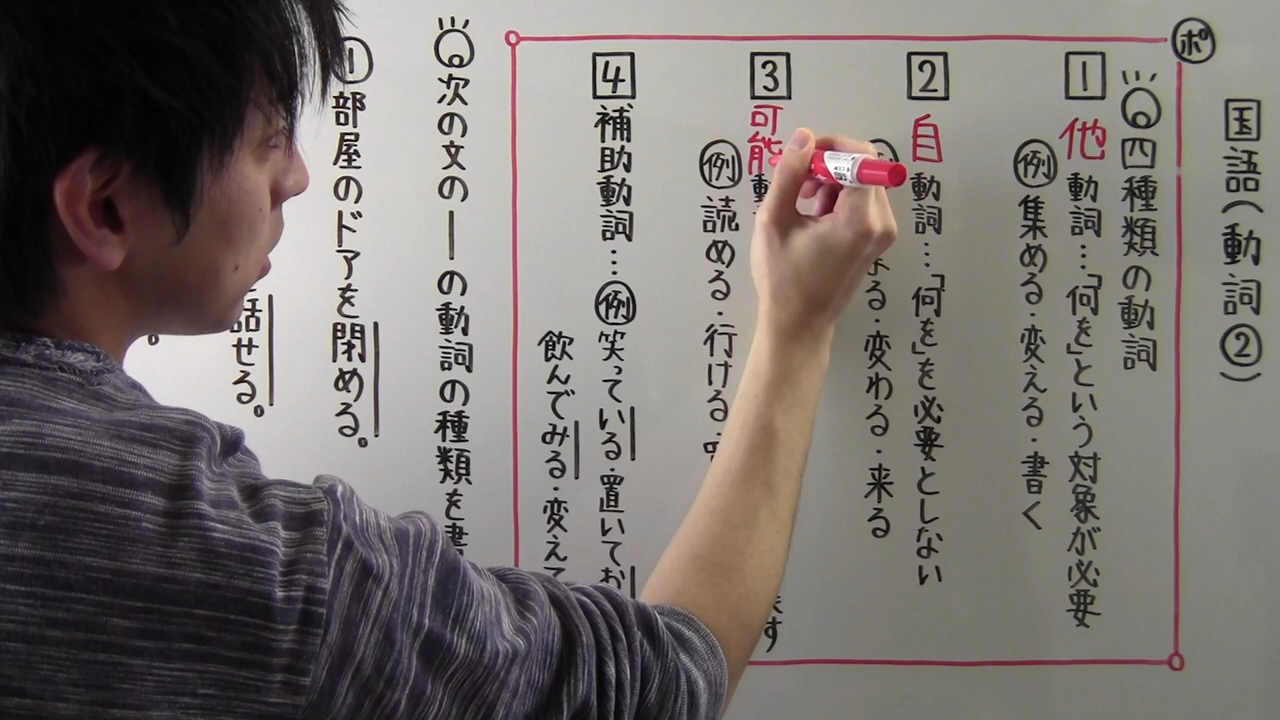 国語(動詞②)
ポ
四種類の動詞
1 他動詞…「何を」という対象が必要
例 集める・変える・書く
2 自動詞…「何を」を必要としない
まる・変わる・来る
3 可能動 ます
例 読める・行ける・
4 補助動詞…例 笑っている・置いてお
飲んでみる・変えて
次の文の―の動詞の種類を書
① 部屋のドアを閉める。
話せる。
。